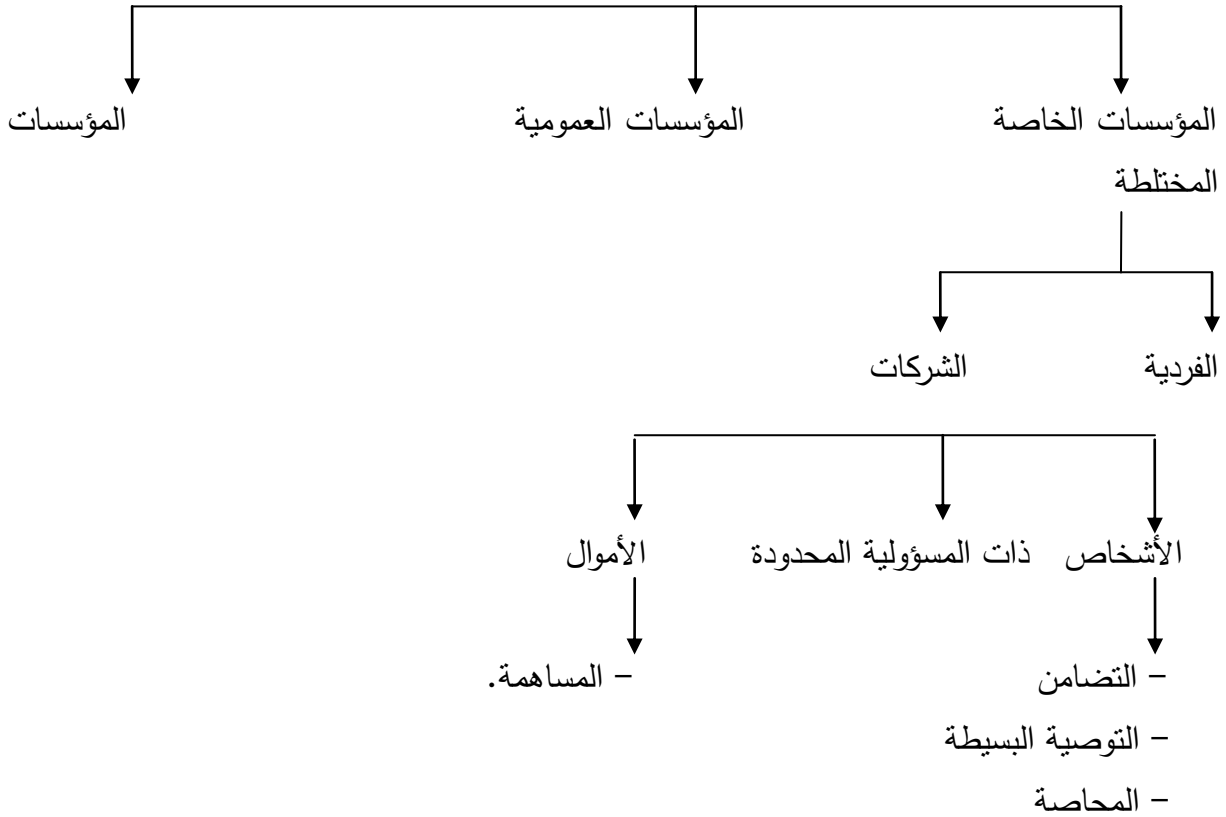 المؤسسات الخاصة المؤسسات العمومية المؤسسات
المختلطة
الفردية الشركات
الأشخاص ذات المسؤولية المحدودة الأموال
– التضامن – المساهمة.
– التوصية البسيطة
– المحاصة